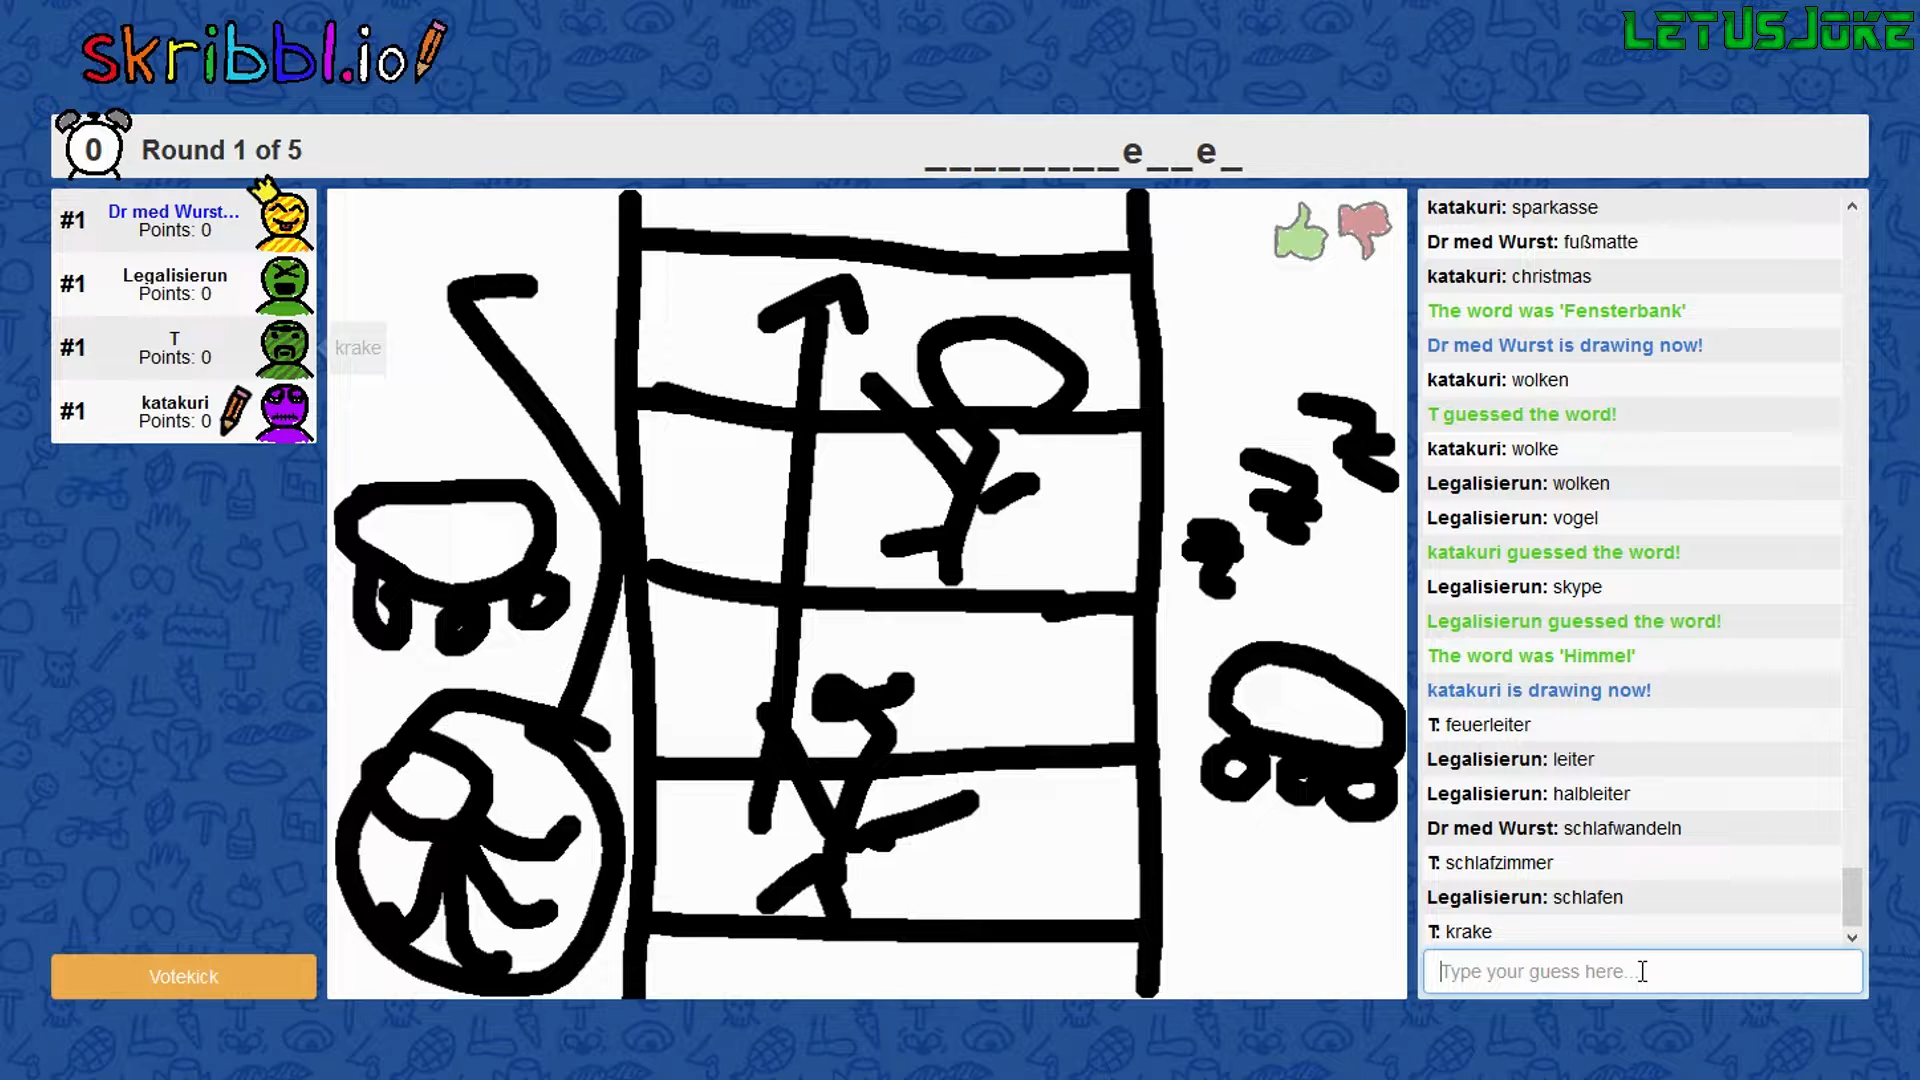 skribbl.io
LETUSJOKE
0
Round 1 of 5
________e__e_
#1
Dr med Wurst...
Points: 0
#1
Legalisierun
Points: 0
#1
T
Points: 0
#1
katakuri
Points: 0
krake
Votekick
katakuri: sparkasse
Dr med Wurst: fußmatte
katakuri: christmas
The word was 'Fensterbank'
Dr med Wurst is drawing now!
katakuri: wolken
T guessed the word!
katakuri: wolke
Legalisierun: wolken
Legalisierun: vogel
katakuri guessed the word!
Legalisierun: skype
Legalisierun guessed the word!
The word was 'Himmel'
katakuri is drawing now!
T: feuerleiter
Legalisierun: leiter
Legalisierun: halbleiter
Dr med Wurst: schlafwandeln
T: schlafzimmer
Legalisierun: schlafen
T: krake
Type your guess here...